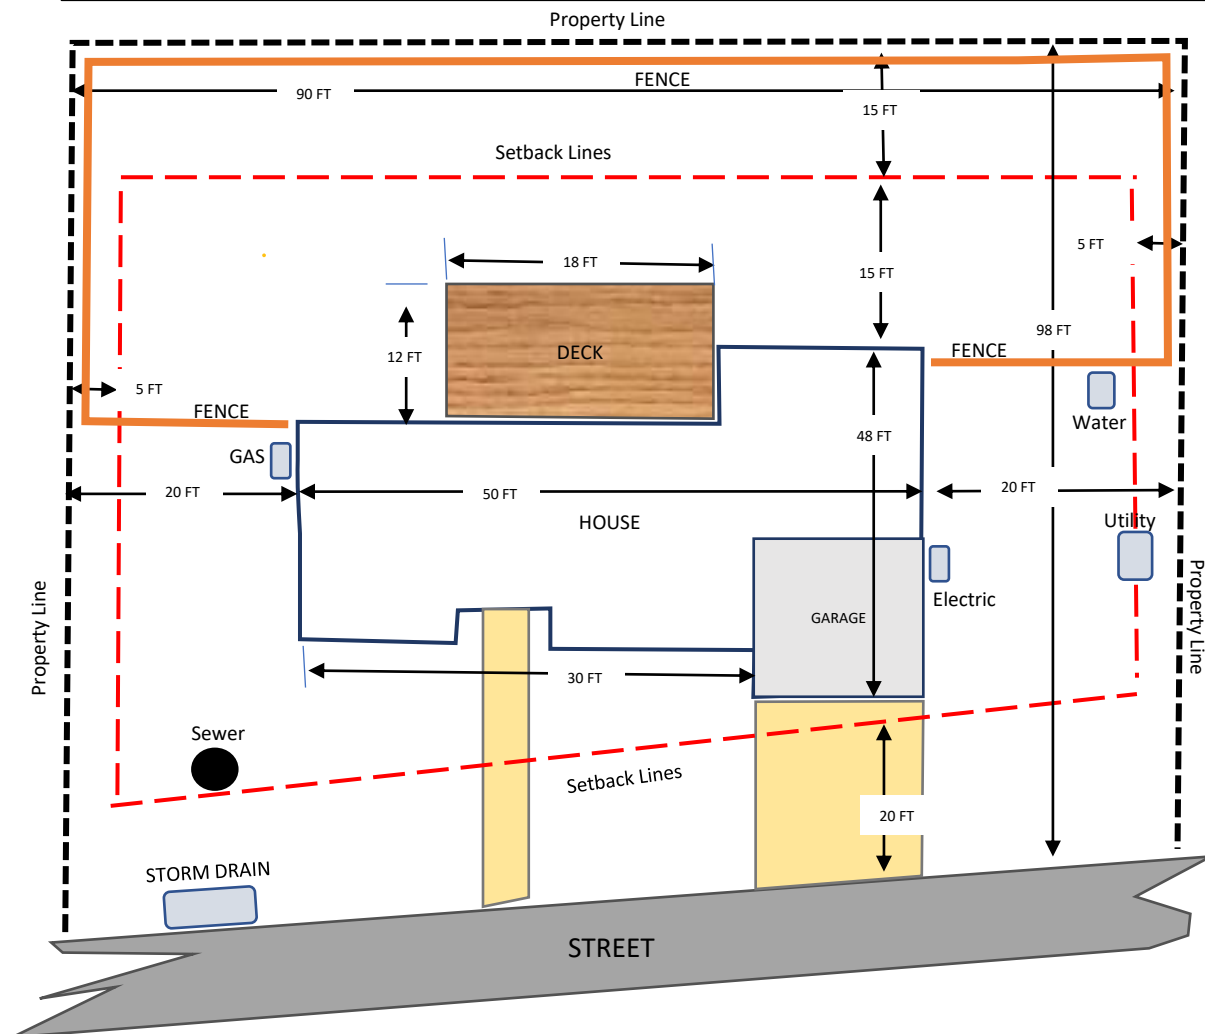 Property Line
FENCE
90 FT
15 FT
Setback Lines
5 FT
18 FT
15 FT
98 FT
DECK
FENCE
12 FT
5 FT
FENCE
Water
48 FT
GAS
20 FT
50 FT
20 FT
HOUSE
Utility
Property Line
Property Line
Electric
GARAGE
30 FT
Sewer
Setback Lines
20 FT
STORM DRAIN
STREET